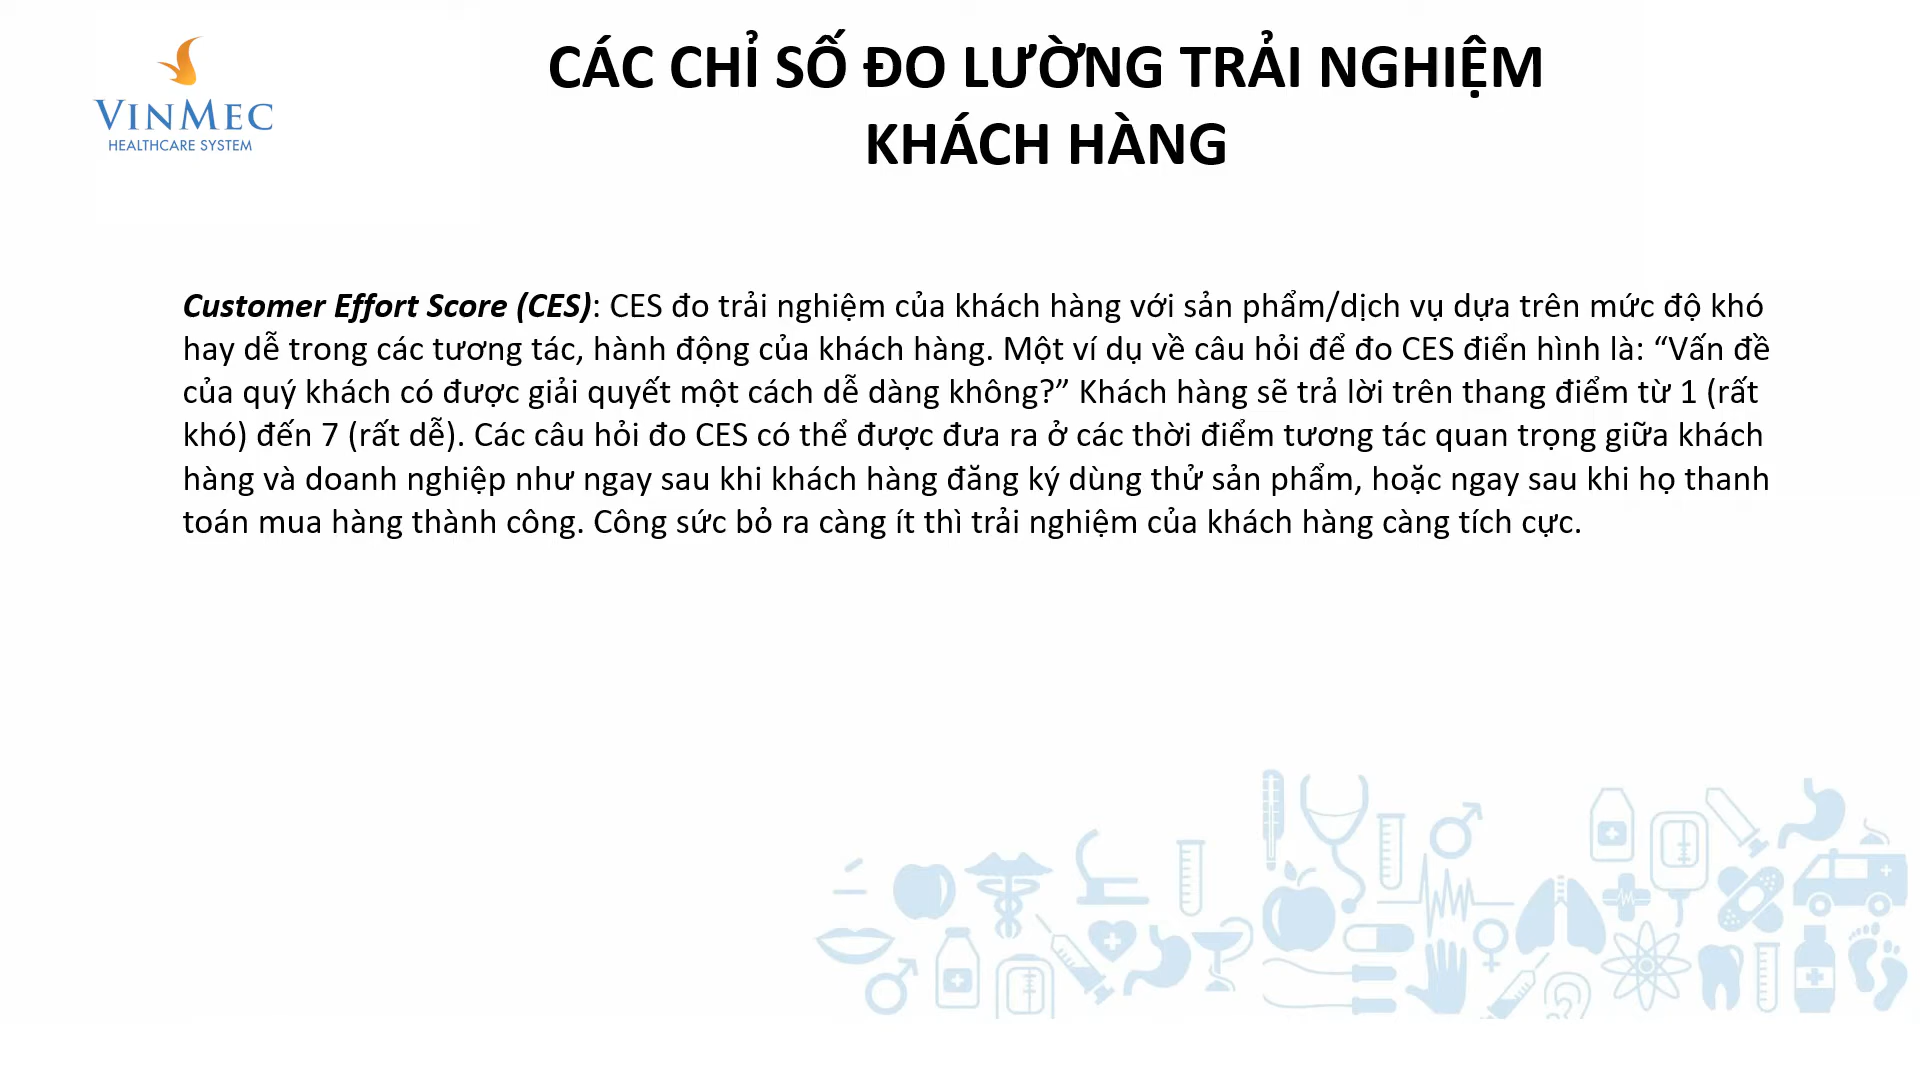 VINMEC
HEALTHCARE SYSTEM
CÁC CHỈ SỐ ĐO LƯỜNG TRẢI NGHIỆM
KHÁCH HÀNG
Customer Effort Score (CES): CES đo trải nghiệm của khách hàng với sản phẩm/dịch vụ dựa trên mức độ khó
hay dễ trong các tương tác, hành động của khách hàng. Một ví dụ về câu hỏi để đo CES điển hình là: “Vấn đề
của quý khách có được giải quyết một cách dễ dàng không?” Khách hàng sẽ trả lời trên thang điểm từ 1 (rất
khó) đến 7 (rất dễ). Các câu hỏi đo CES có thể được đưa ra ở các thời điểm tương tác quan trọng giữa khách
hàng và doanh nghiệp như ngay sau khi khách hàng đăng ký dùng thử sản phẩm, hoặc ngay sau khi họ thanh
toán mua hàng thành công. Công sức bỏ ra càng ít thì trải nghiệm của khách hàng càng tích cực.